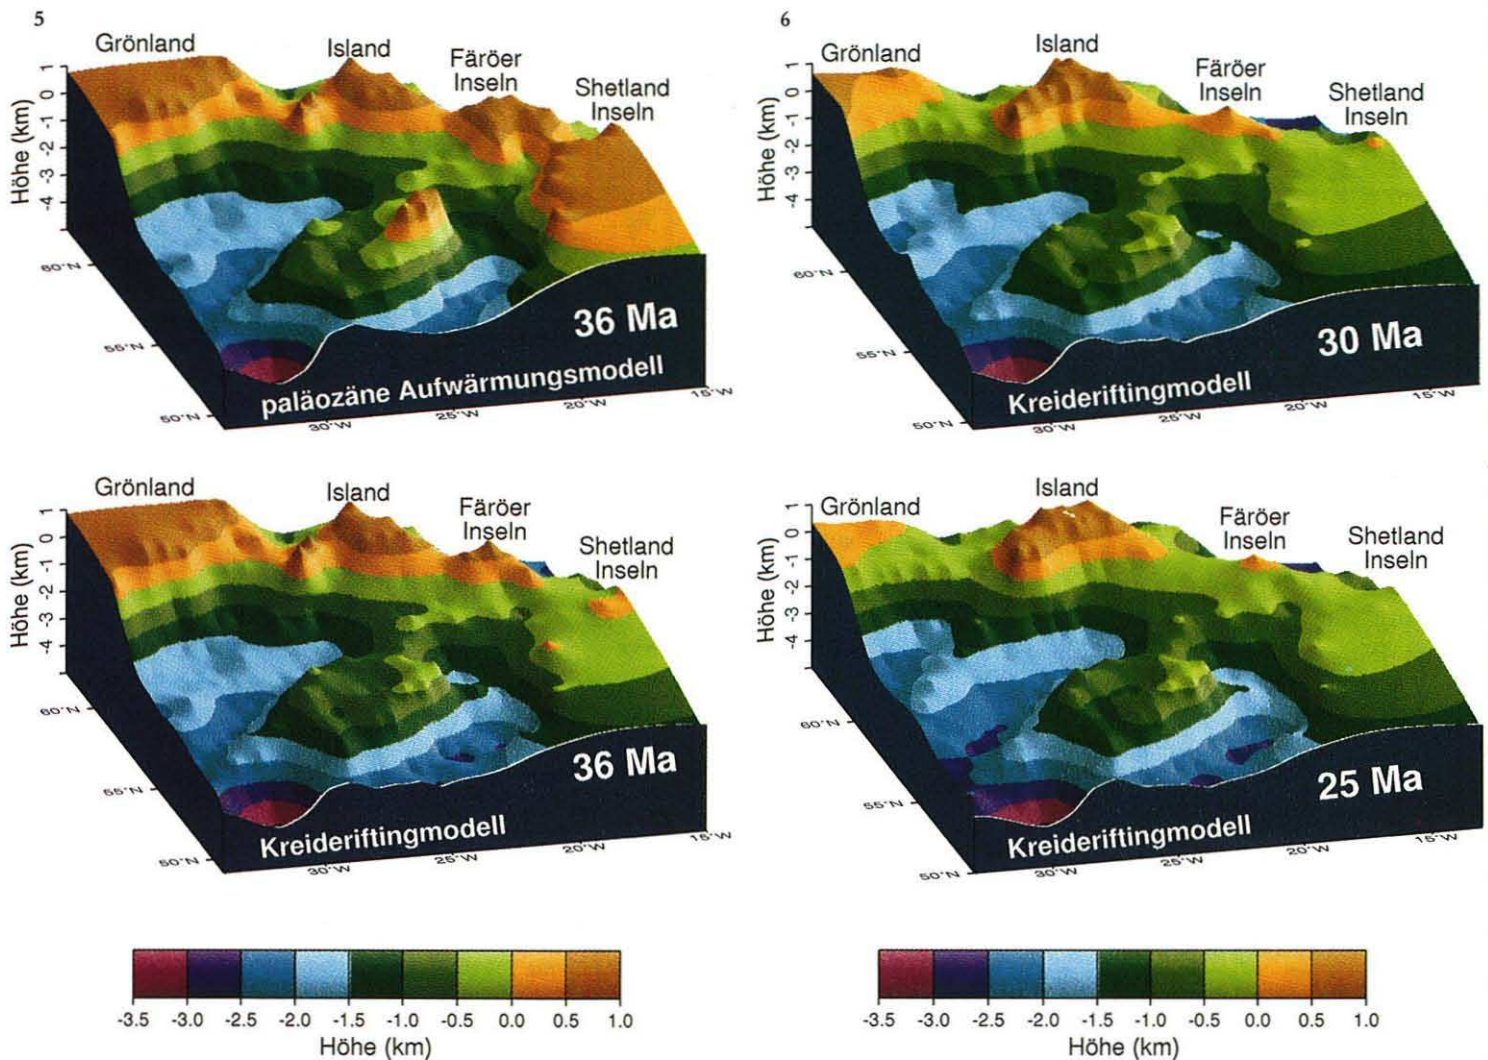 5
Grönland
Island
Färöer
Inseln
Shetland
Inseln
Höhe (km)
1
0
-1
-2
-3
-4
60°N
55°N
50°N
30°W
25°W
20°W
15°W
36 Ma
paläozäne Aufwärmungsmodell
6
Grönland
Island
Färöer
Inseln
Shetland
Inseln
Höhe (km)
1
0
-1
-2
-3
-4
60°N
55°N
50°N
30°W
25°W
20°W
15°W
30 Ma
Kreideriftingmodell
Grönland
Island
Färöer
Inseln
Shetland
Inseln
Höhe (km)
1
0
-1
-2
-3
-4
60°N
55°N
50°N
30°W
25°W
20°W
15°W
36 Ma
Kreideriftingmodell
Grönland
Island
Färöer
Inseln
Shetland
Inseln
Höhe (km)
1
0
-1
-2
-3
-4
60°N
55°N
50°N
30°W
25°W
20°W
15°W
25 Ma
Kreideriftingmodell
-3.5 -3.0 -2.5 -2.0 -1.5 -1.0 -0.5 0.0 0.5 1.0
Höhe (km)
-3.5 -3.0 -2.5 -2.0 -1.5 -1.0 -0.5 0.0 0.5 1.0
Höhe (km)